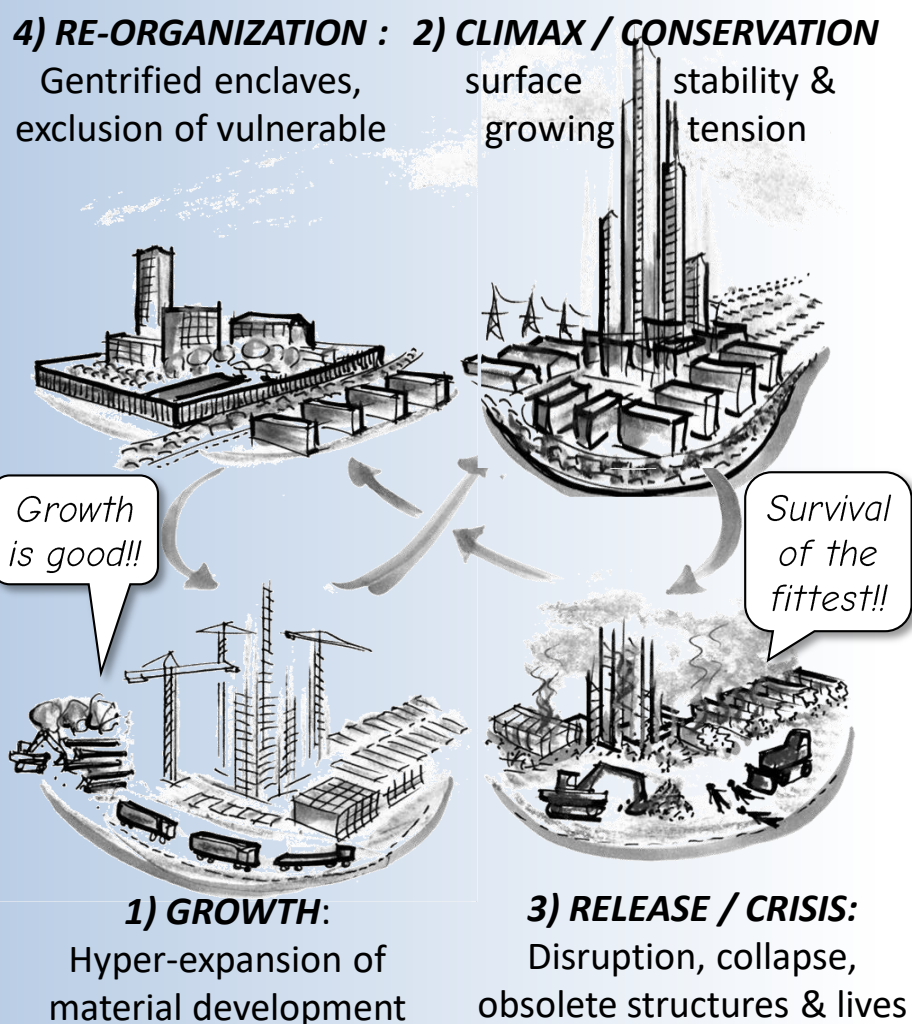 4) RE-ORGANIZATION :
Gentrified enclaves,
exclusion of vulnerable
2) CLIMAX / CONSERVATION
surface stability &
growing tension
Growth
is good!!
Survival
of the
fittest!!
1) GROWTH:
Hyper-expansion of
material development
3) RELEASE / CRISIS:
Disruption, collapse,
obsolete structures & lives